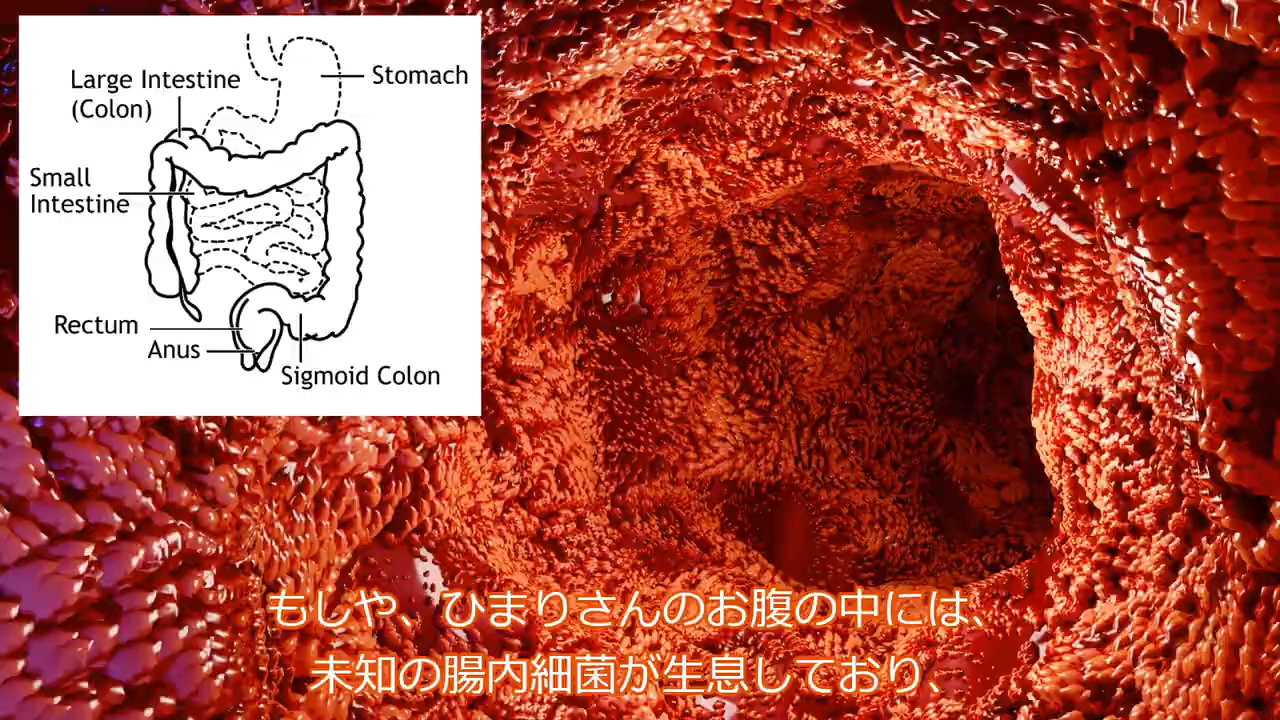 Large Intestine
(Colon)
Stomach
Small
Intestine
Rectum
Anus
Sigmoid Colon
もしや、ひまりさんのお腹の中には、
未知の腸内細菌が生息しており、